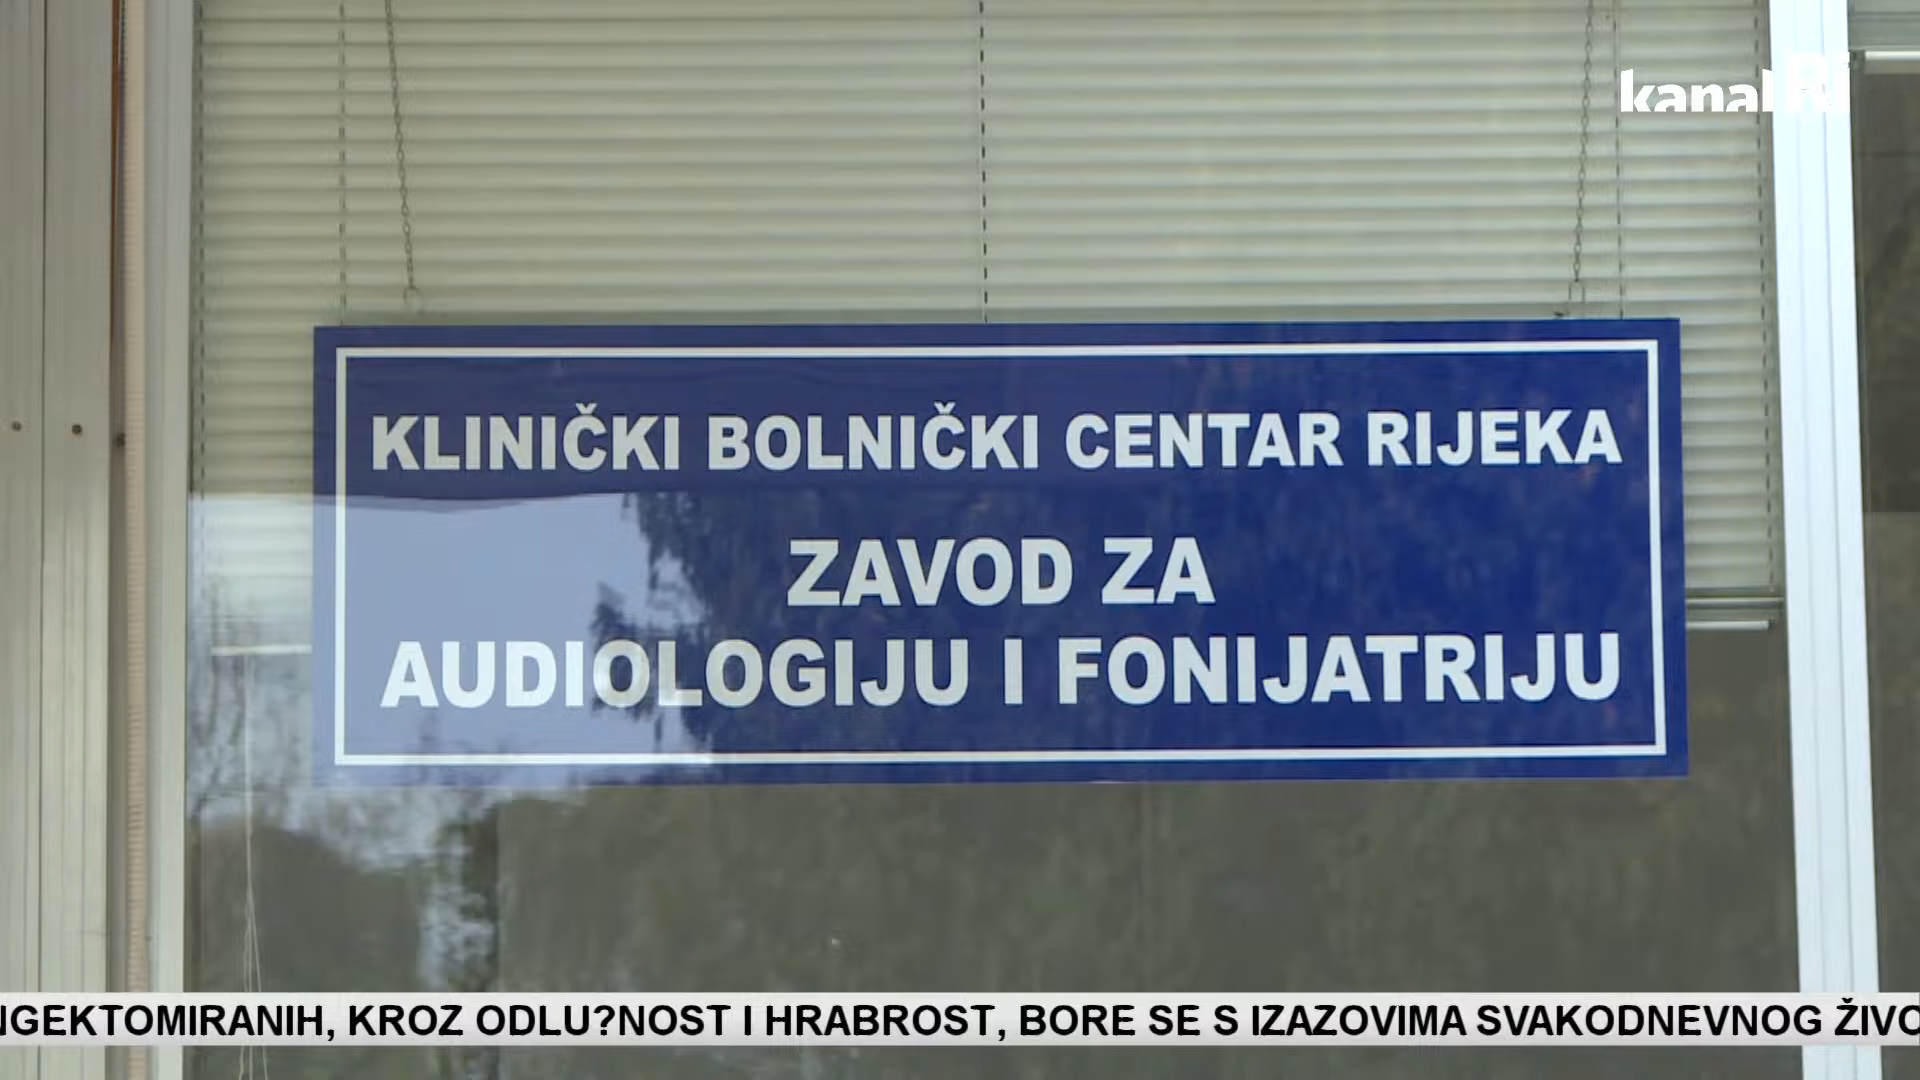 kanalRi
KLINIČKI BOLNIČKI CENTAR RIJEKA
ZAVOD ZA
AUDIOLOGIJU I FONIJATRIJU
NGEKTOMIRANIH, KROZ ODLU?NOST I HRABROST, BORE SE S IZAZOVIMA SVAKODNEVNOG ŽIVO